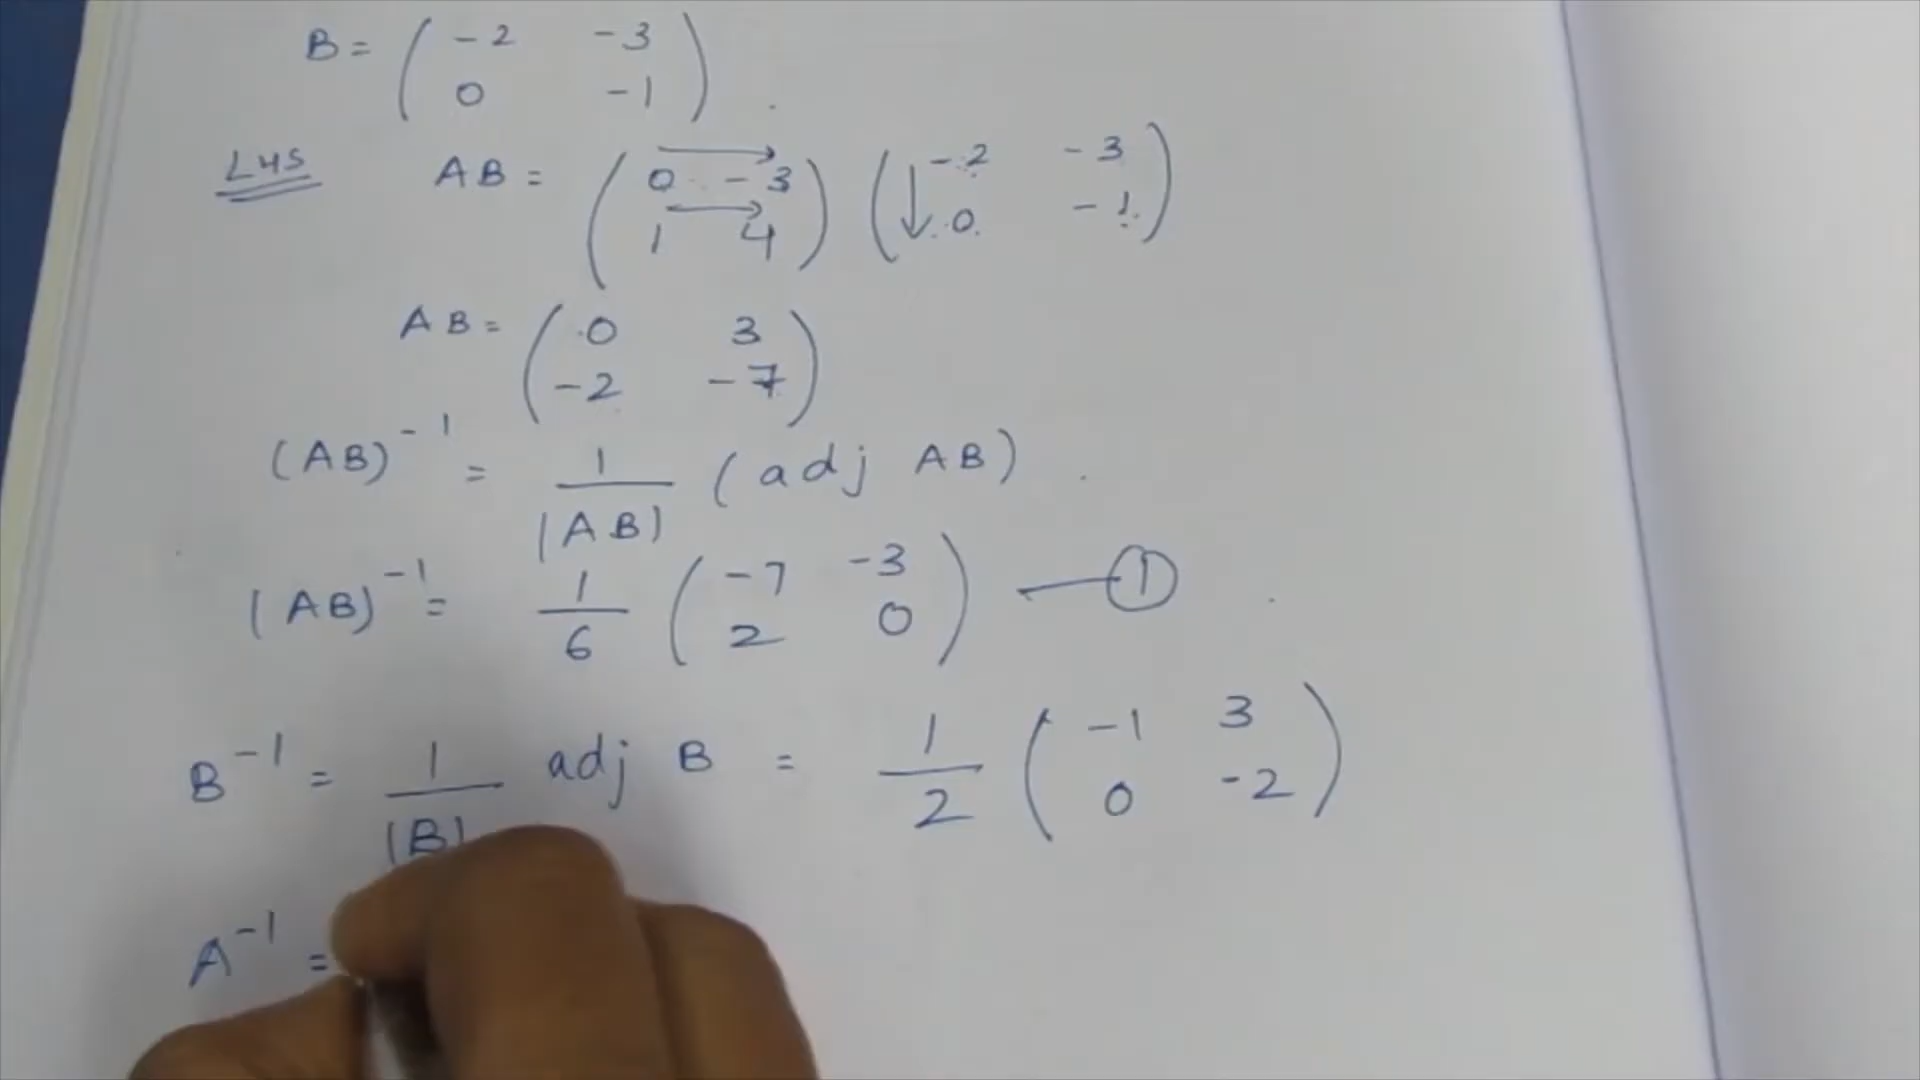 B = ( -2 -3
0 -1 )
LHS AB = ( 0 -3 ) ( -2 -3 )
1 4 0 -1
AB = ( 0 3
-2 -7 )
(AB)⁻¹ = 1/|AB| (adj AB)
(AB)⁻¹ = 1/6 ( -7 -3 ) — ①
2 0
B⁻¹ = 1/|B| adj B = 1/2 ( -1 3
0 -2 )
A⁻¹ =